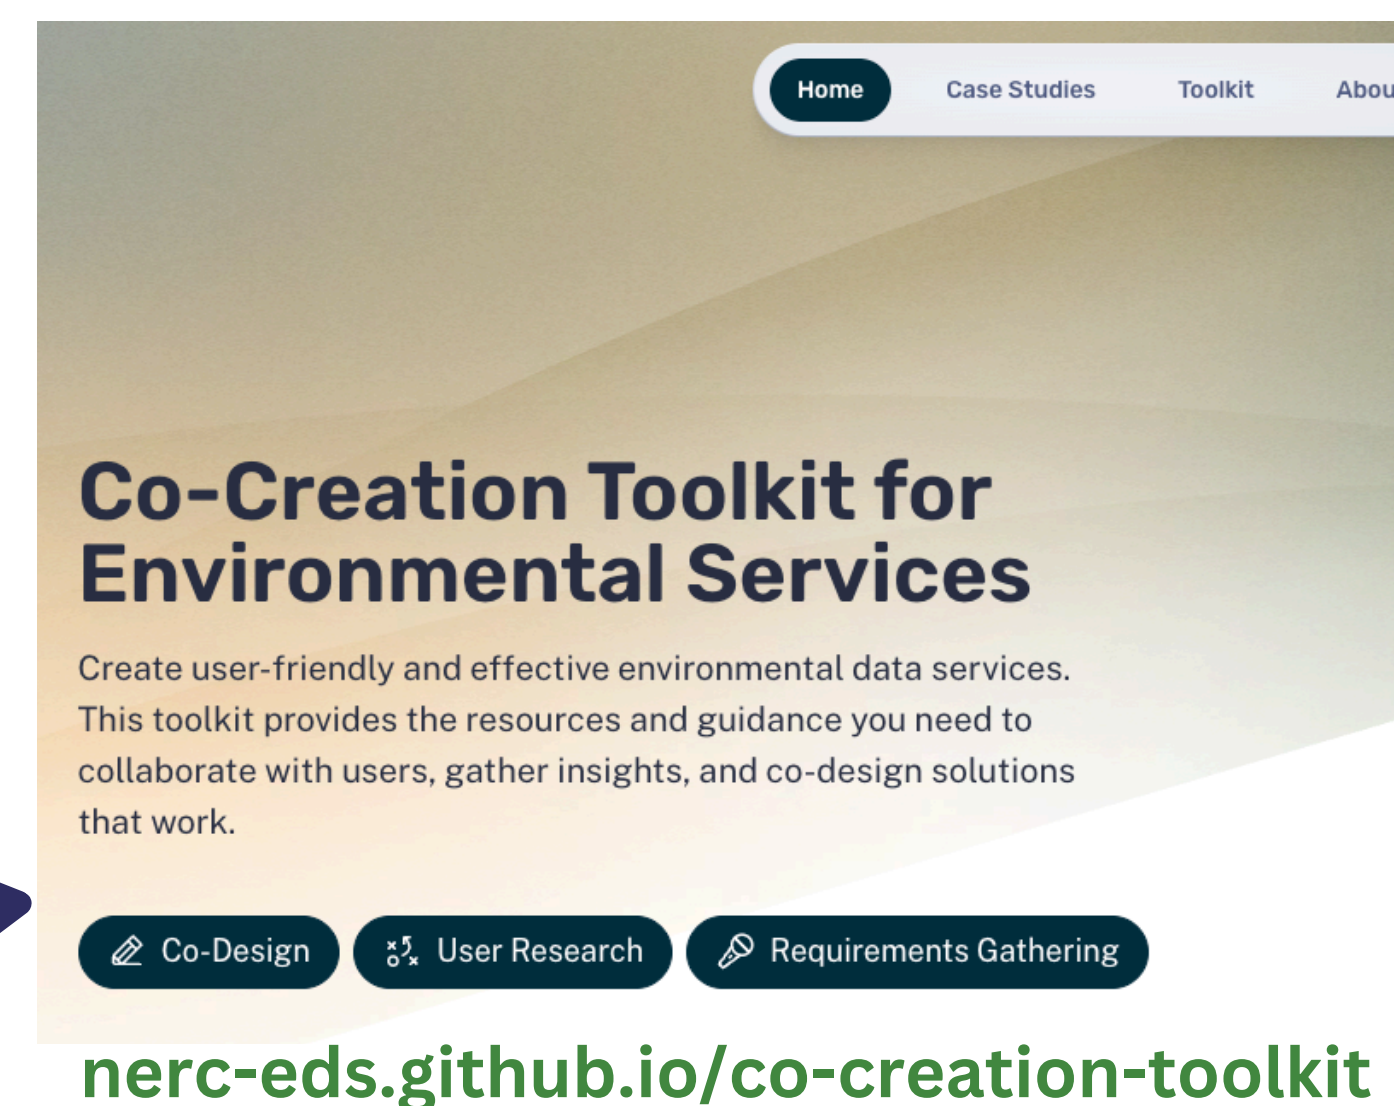 Home Case Studies Toolkit Abou
Co-Creation Toolkit for
Environmental Services
Create user-friendly and effective environmental data services.
This toolkit provides the resources and guidance you need to
collaborate with users, gather insights, and co-design solutions
that work.
Co-Design User Research Requirements Gathering
nerc-eds.github.io/co-creation-toolkit